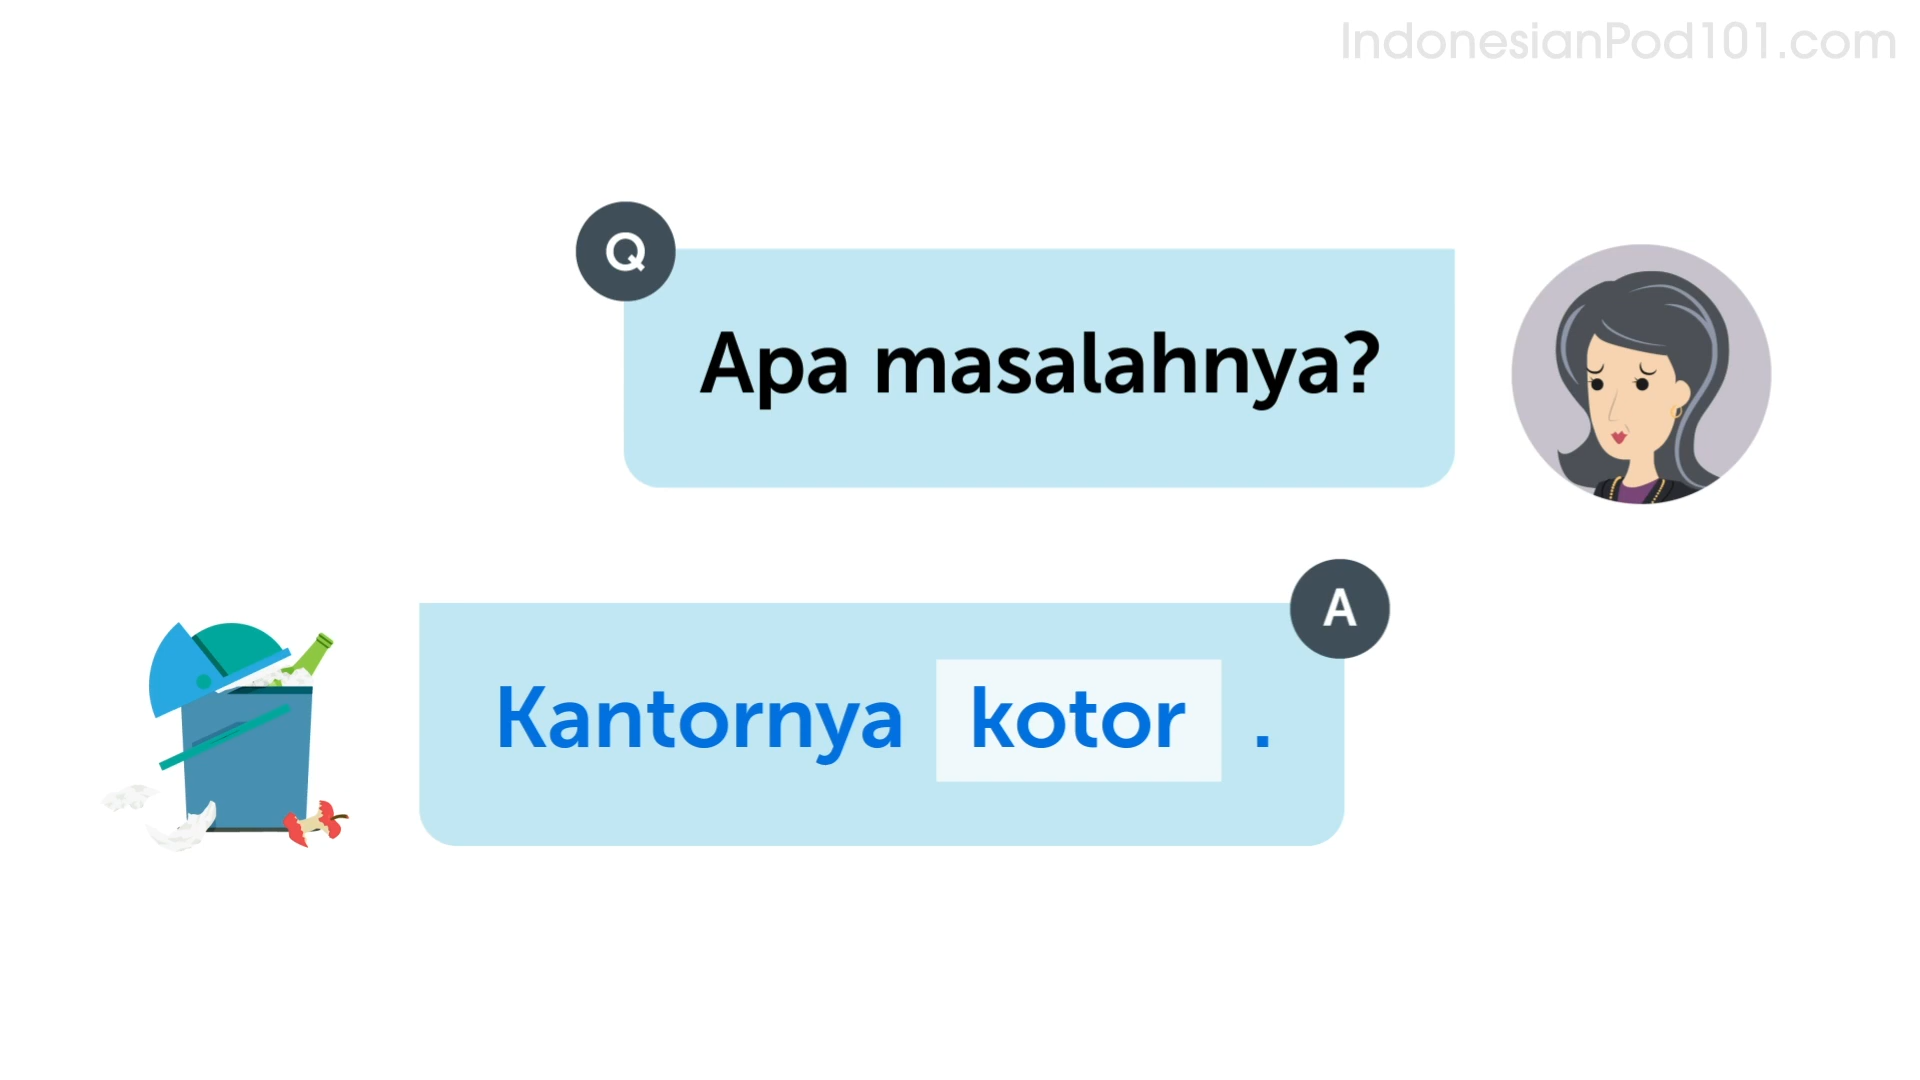 IndonesianPod101.com
Q
Apa masalahnya?
A
Kantornya kotor .